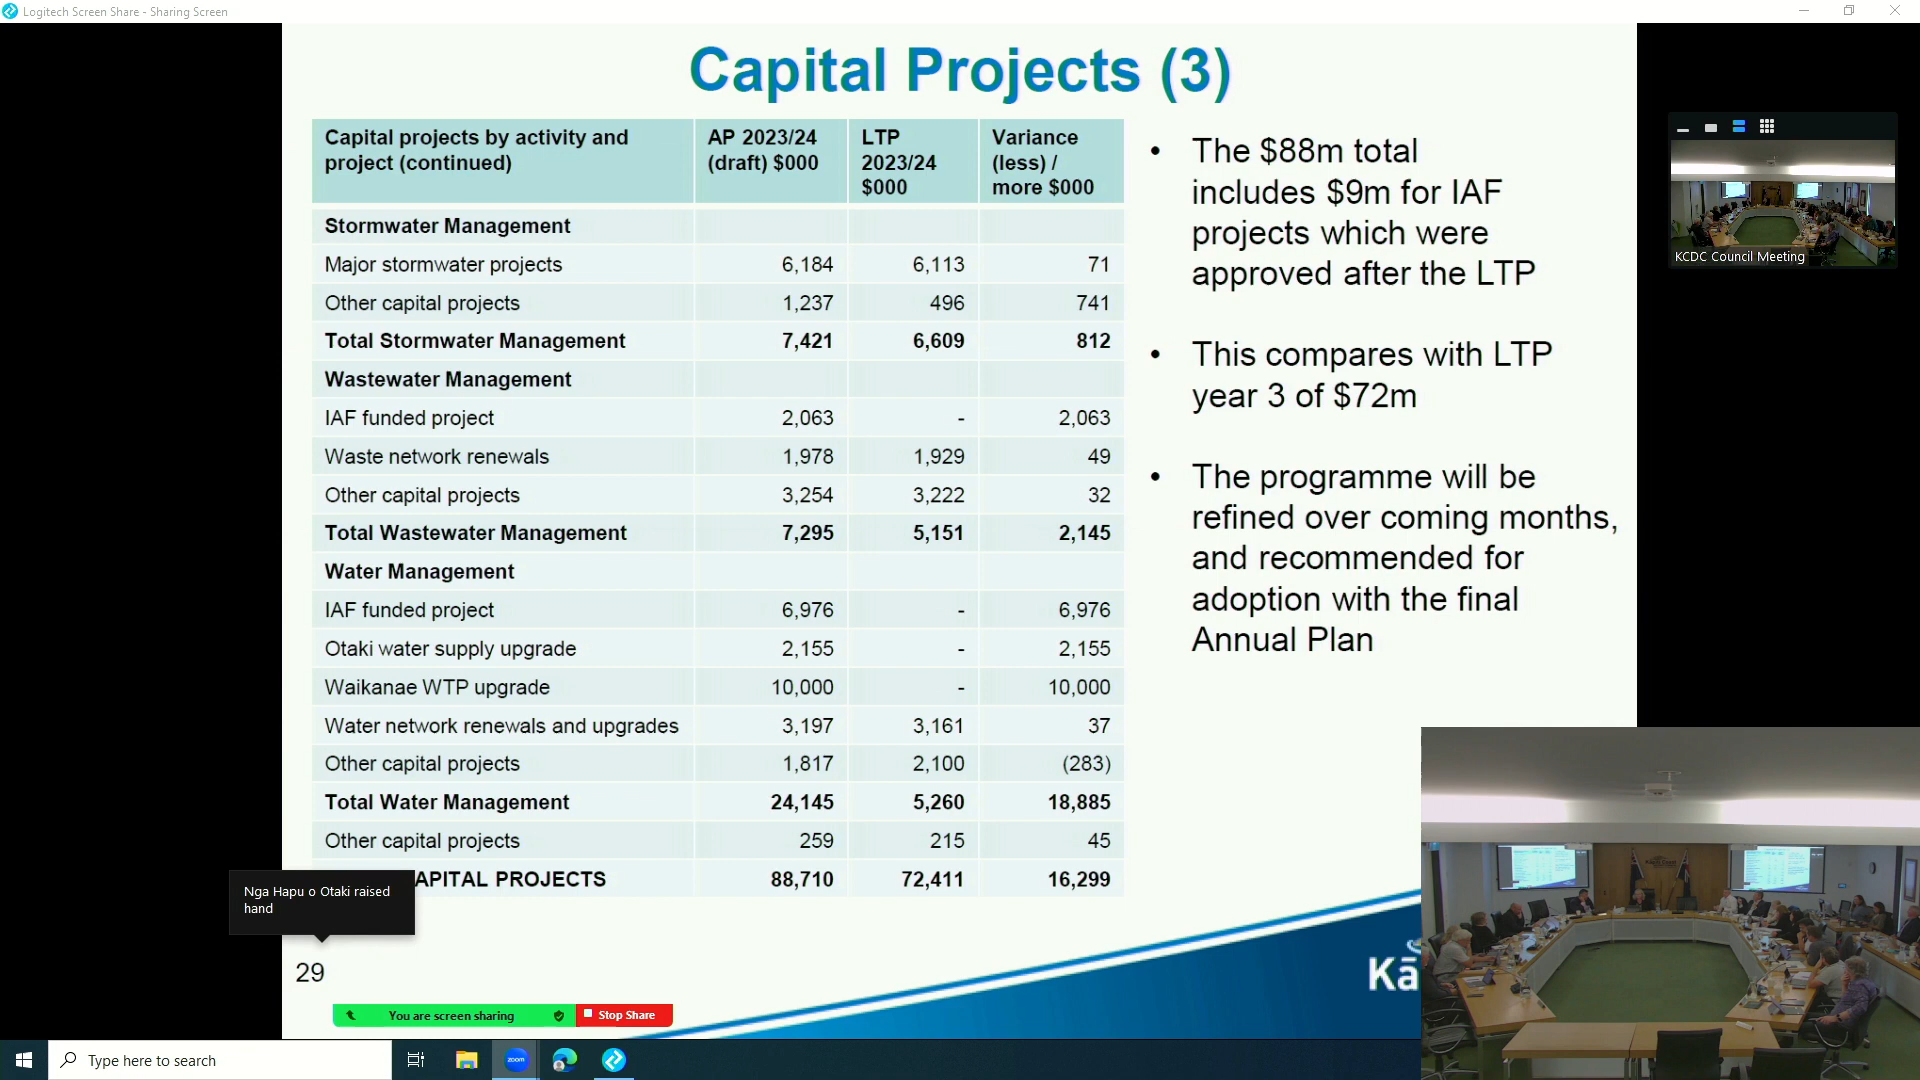 Logitech Screen Share - Sharing Screen
Capital Projects (3)
Capital projects by activity and project (continued) AP 2023/24 (draft) $000 LTP 2023/24 $000 Variance (less) / more $000
Stormwater Management
Major stormwater projects 6,184 6,113 71
Other capital projects 1,237 496 741
Total Stormwater Management 7,421 6,609 812
Wastewater Management
IAF funded project 2,063 - 2,063
Waste network renewals 1,978 1,929 49
Other capital projects 3,254 3,222 32
Total Wastewater Management 7,295 5,151 2,145
Water Management
IAF funded project 6,976 - 6,976
Otaki water supply upgrade 2,155 - 2,155
Waikanae WTP upgrade 10,000 - 10,000
Water network renewals and upgrades 3,197 3,161 37
Other capital projects 1,817 2,100 (283)
Total Water Management 24,145 5,260 18,885
Other capital projects 259 215 45
APITAL PROJECTS 88,710 72,411 16,299
• The $88m total
includes $9m for IAF
projects which were
approved after the LTP
• This compares with LTP
year 3 of $72m
• The programme will be
refined over coming months,
and recommended for
adoption with the final
Annual Plan
KCDC Council Meeting
Nga Hapu o Otaki raised
hand
29
Kā
You are screen sharing
Stop Share
Type here to search
zoom